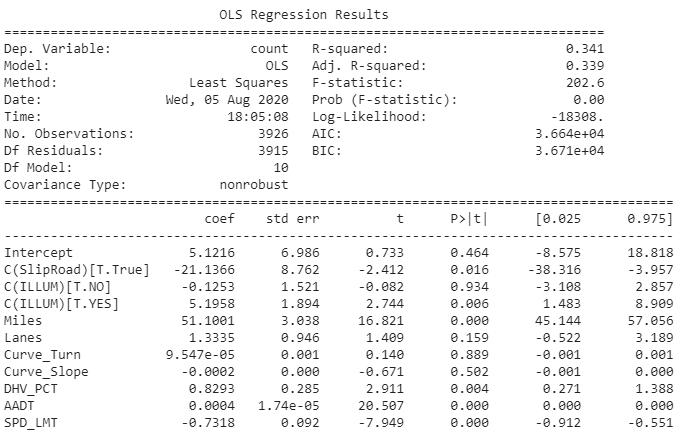 OLS Regression Results
==============================================================================
Dep. Variable: count R-squared: 0.341
Model: OLS Adj. R-squared: 0.339
Method: Least Squares F-statistic: 202.6
Date: Wed, 05 Aug 2020 Prob (F-statistic): 0.00
Time: 18:05:08 Log-Likelihood: -18308.
No. Observations: 3926 AIC: 3.664e+04
Df Residuals: 3915 BIC: 3.671e+04
Df Model: 10
Covariance Type: nonrobust
=======================================================================================
coef std err t P>|t| [0.025 0.975]
---------------------------------------------------------------------------------------
Intercept 5.1216 6.986 0.733 0.464 -8.575 18.818
C(SlipRoad)[T.True] -21.1366 8.762 -2.412 0.016 -38.316 -3.957
C(ILLUM)[T.NO] -0.1253 1.521 -0.082 0.934 -3.108 2.857
C(ILLUM)[T.YES] 5.1958 1.894 2.744 0.006 1.483 8.909
Miles 51.1001 3.038 16.821 0.000 45.144 57.056
Lanes 1.3335 0.946 1.409 0.159 -0.522 3.189
Curve_Turn 9.547e-05 0.001 0.140 0.889 -0.001 0.001
Curve_Slope -0.0002 0.000 -0.671 0.502 -0.001 0.000
DHV_PCT 0.8293 0.285 2.911 0.004 0.271 1.388
AADT 0.0004 1.74e-05 20.507 0.000 0.000 0.000
SPD_LMT -0.7318 0.092 -7.949 0.000 -0.912 -0.551